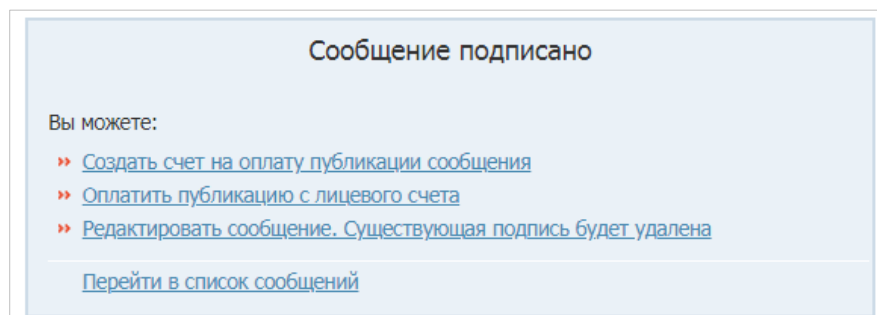 Сообщение подписано
Вы можете:
Создать счет на оплату публикации сообщения
Оплатить публикацию с лицевого счета
Редактировать сообщение. Существующая подпись будет удалена
Перейти в список сообщений